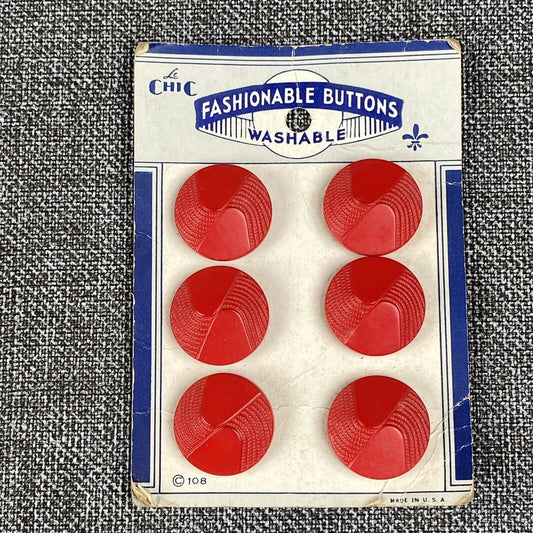 Le
CHIC
FASHIONABLE BUTTONS
WASHABLE
©108
MADE IN U.S.A.